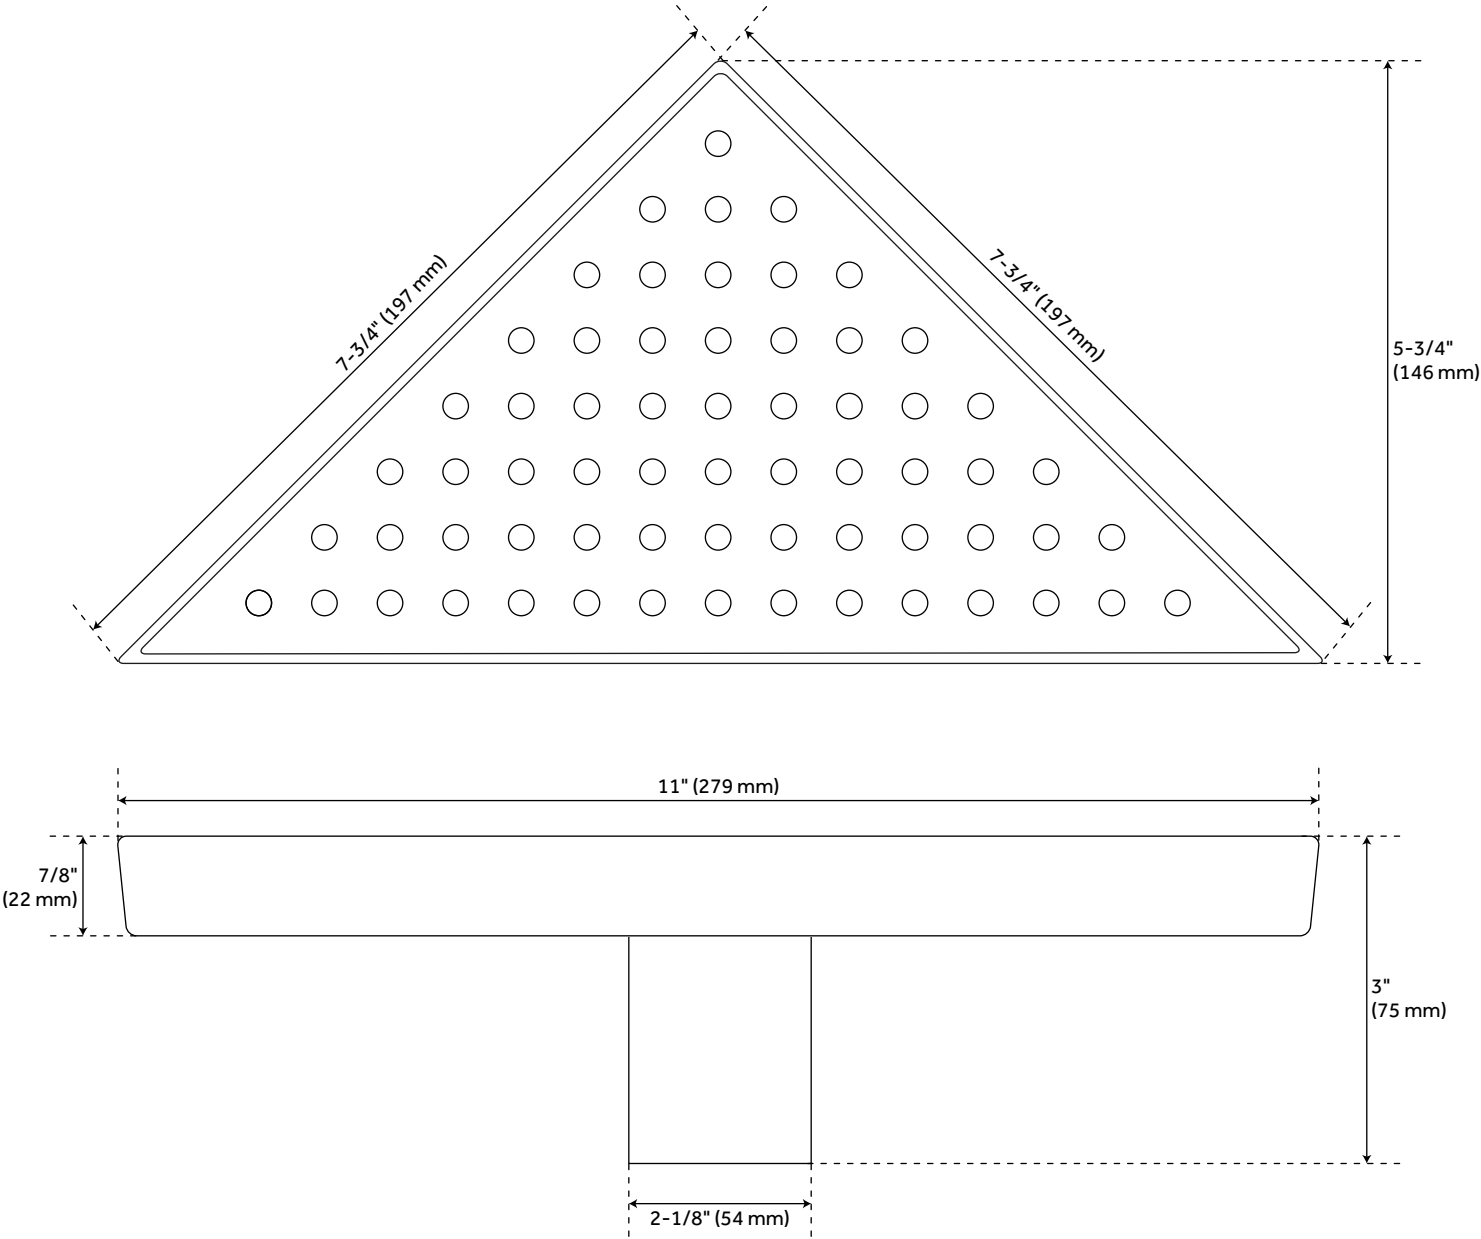 7-3/4" (197 mm)
7-3/4" (197 mm)
5-3/4"
(146 mm)
11" (279 mm)
7/8"
(22 mm)
3"
(75 mm)
2-1/8" (54 mm)